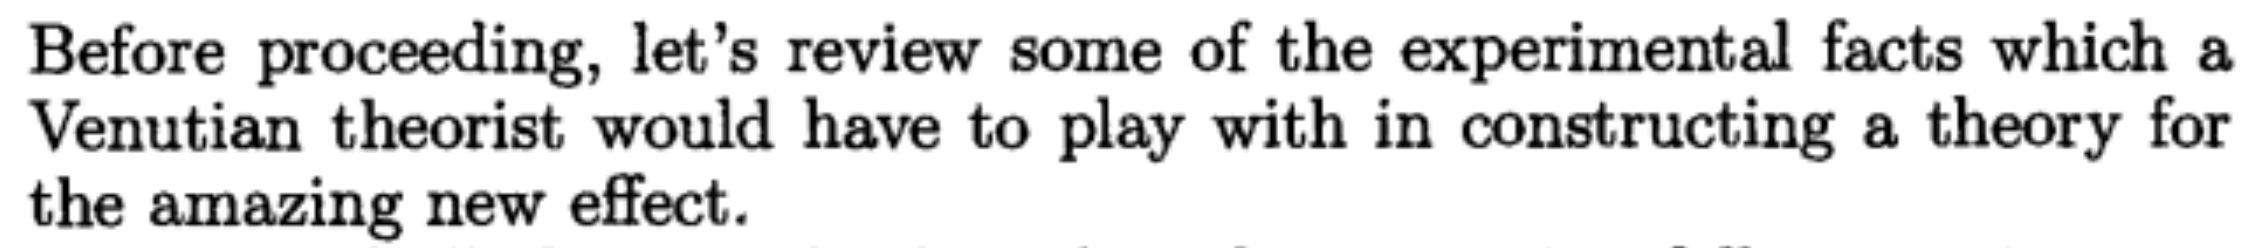 Before proceeding, let's review some of the experimental facts which a
Venutian theorist would have to play with in constructing a theory for
the amazing new effect.